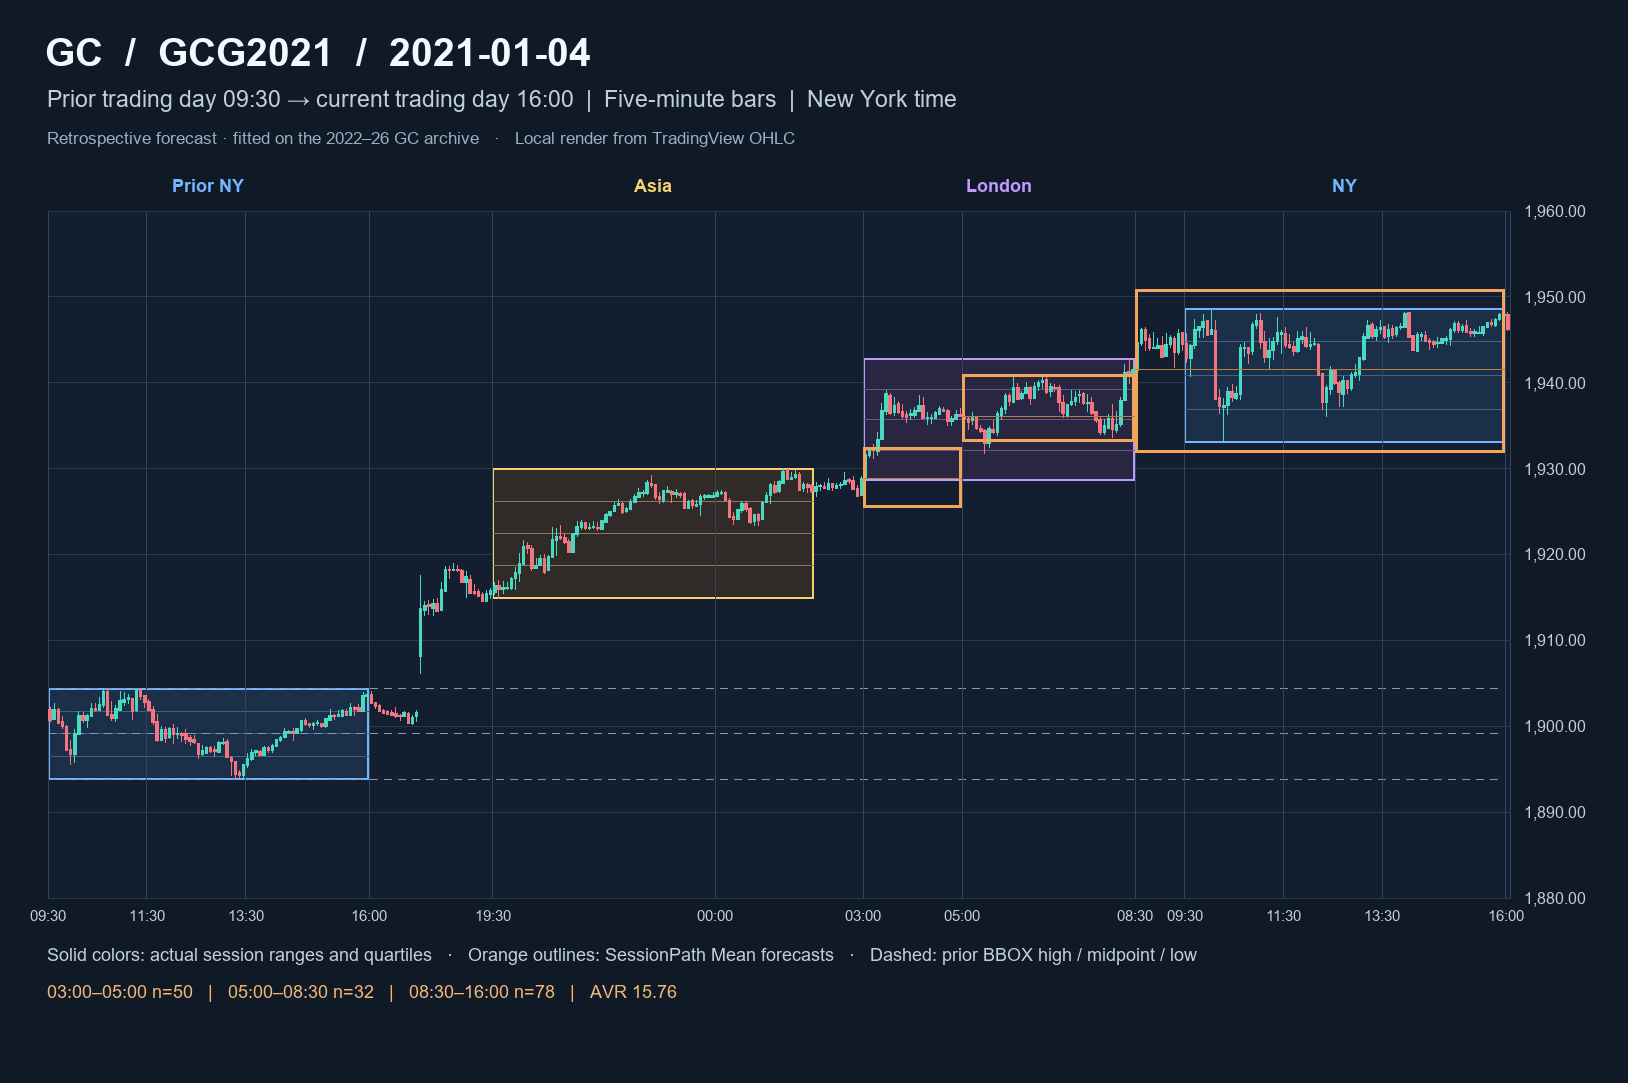 GC / GCG2021 / 2021-01-04
Prior trading day 09:30 → current trading day 16:00 | Five-minute bars | New York time
Retrospective forecast · fitted on the 2022–26 GC archive · Local render from TradingView OHLC
Prior NY Asia London NY
1,960.00
1,950.00
1,940.00
1,930.00
1,920.00
1,910.00
1,900.00
1,890.00
1,880.00
09:30 11:30 13:30 16:00 19:30 00:00 03:00 05:00 08:30 09:30 11:30 13:30 16:00
Solid colors: actual session ranges and quartiles · Orange outlines: SessionPath Mean forecasts · Dashed: prior BBOX high / midpoint / low
03:00–05:00 n=50 | 05:00–08:30 n=32 | 08:30–16:00 n=78 | AVR 15.76